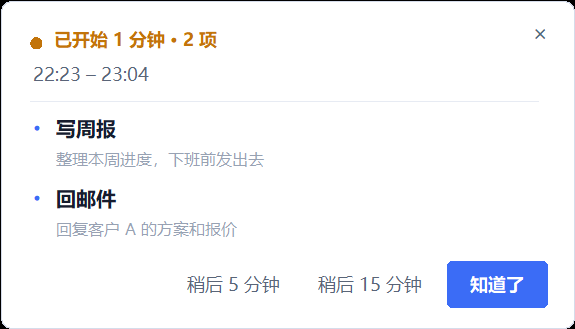 已开始 1 分钟 • 2 项
×
22:23 – 23:04
• 写周报
整理本周进度，下班前发出去
• 回邮件
回复客户 A 的方案和报价
稍后 5 分钟 稍后 15 分钟 知道了